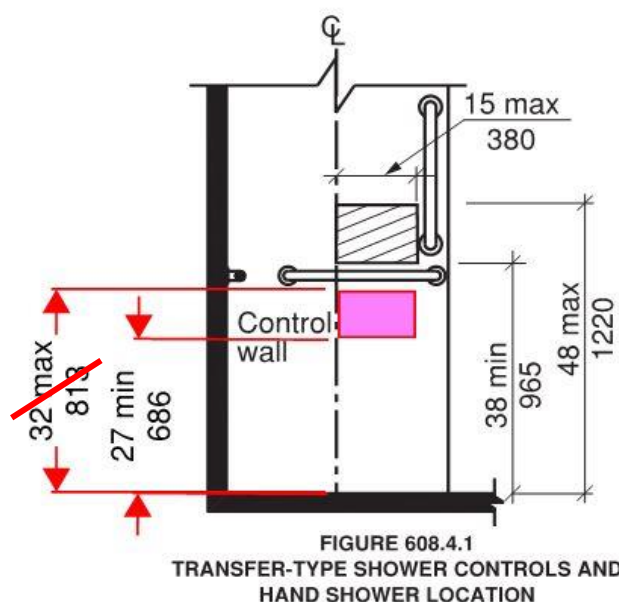 ℄
15 max
380
Control
wall
32 max
813
27 min
686
38 min
965
48 max
1220
FIGURE 608.4.1
TRANSFER-TYPE SHOWER CONTROLS AND
HAND SHOWER LOCATION